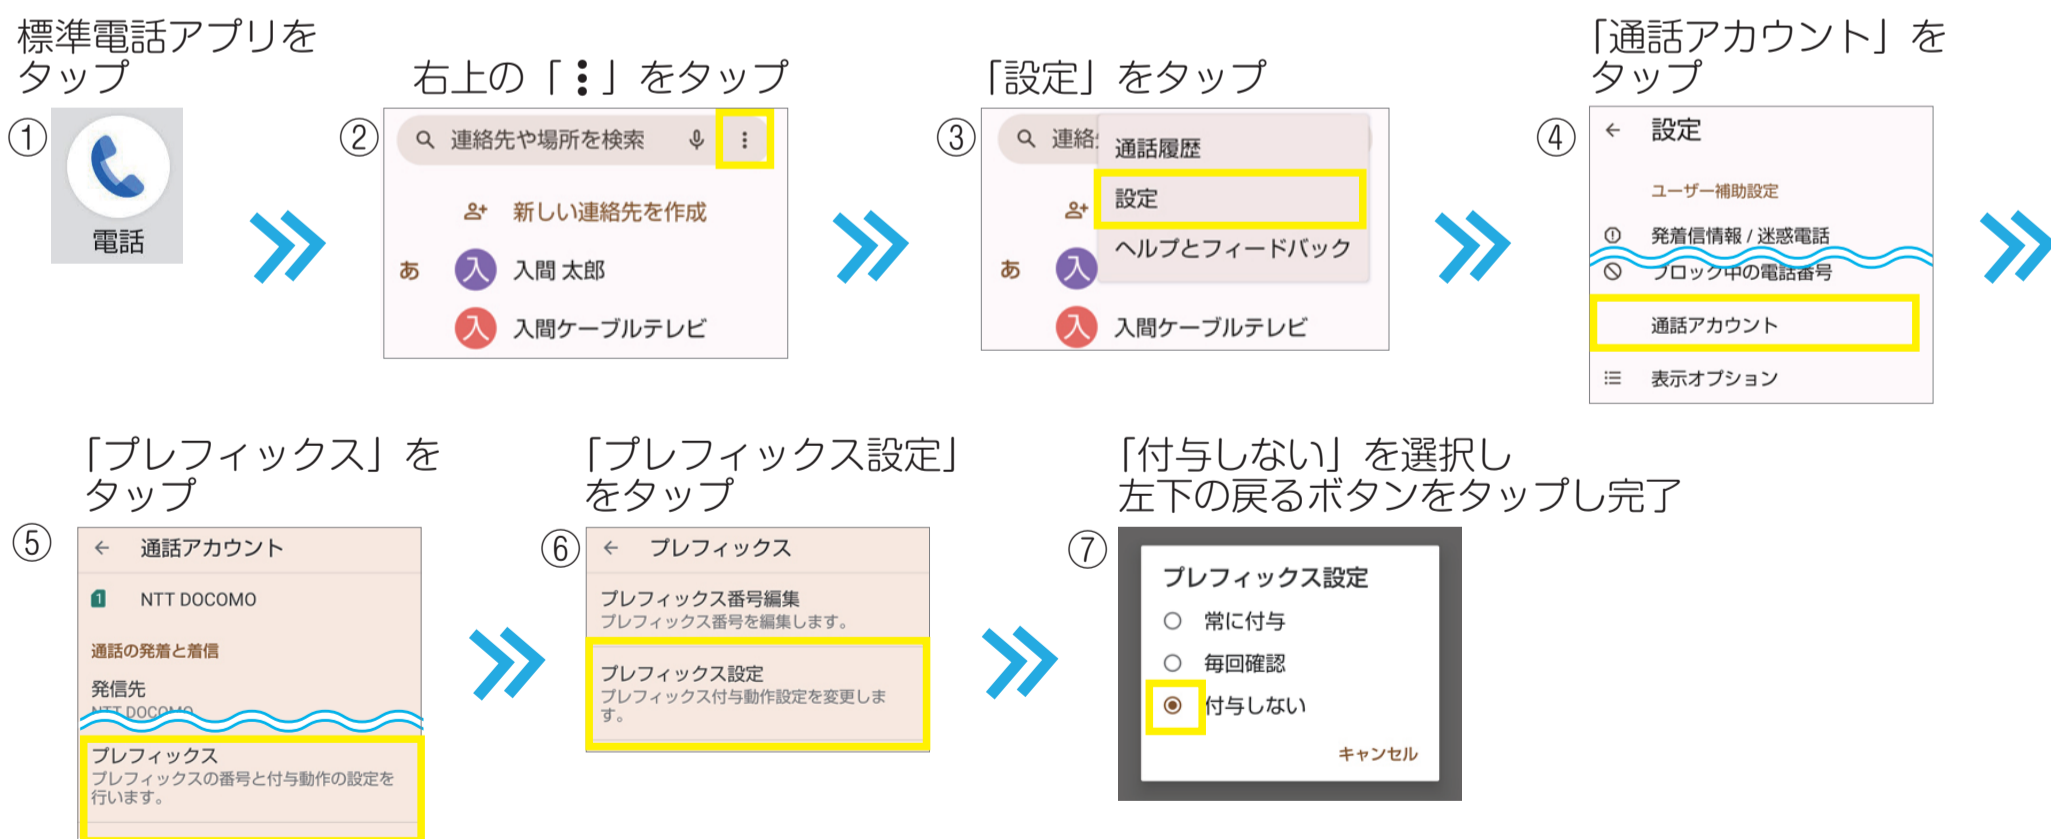 標準電話アプリを
タップ
①
電話
右上の「⋮」をタップ
②
連絡先や場所を検索
新しい連絡先を作成
あ
入 入間 太郎
入 入間ケーブルテレビ
「設定」をタップ
③
連絡
通話履歴
設定
ヘルプとフィードバック
あ
入
入 入間ケーブルテレビ
「通話アカウント」を
タップ
④
← 設定
ユーザー補助設定
発着信情報 / 迷惑電話
ブロック中の電話番号
通話アカウント
表示オプション
「プレフィックス」を
タップ
⑤
← 通話アカウント
1 NTT DOCOMO
通話の発着と着信
発信先
NTT DOCOMO
プレフィックス
プレフィックスの番号と付与動作の設定を
行います。
「プレフィックス設定」
をタップ
⑥
← プレフィックス
プレフィックス番号編集
プレフィックス番号を編集します。
プレフィックス設定
プレフィックス付与動作設定を変更しま
す。
「付与しない」を選択し
左下の戻るボタンをタップし完了
⑦
プレフィックス設定
常に付与
毎回確認
付与しない
キャンセル